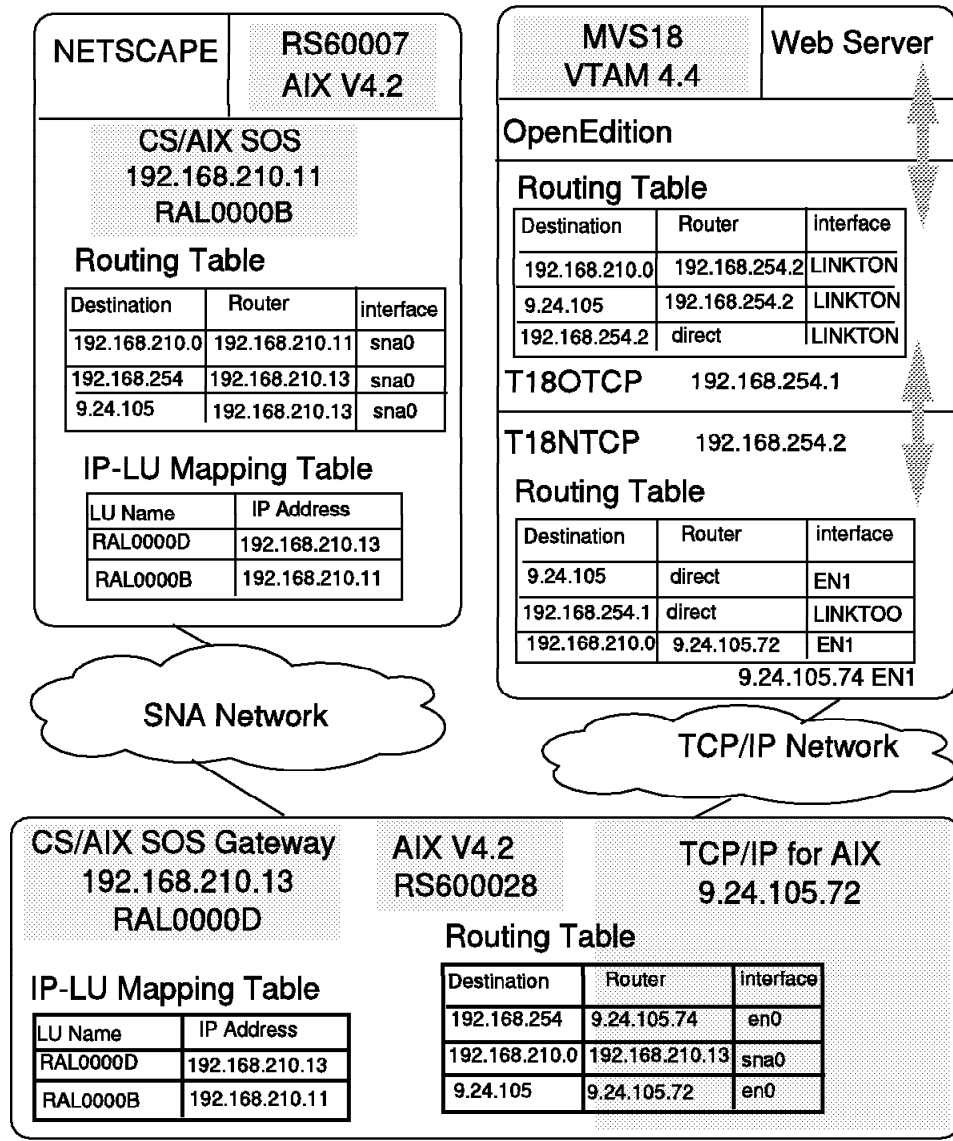 NETSCAPE
RS60007
AIX V4.2
CS/AIX SOS
192.168.210.11
RAL0000B
Routing Table
Destination Router interface
192.168.210.0 192.168.210.11 sna0
192.168.254 192.168.210.13 sna0
9.24.105 192.168.210.13 sna0
IP-LU Mapping Table
LU Name IP Address
RAL0000D 192.168.210.13
RAL0000B 192.168.210.11
MVS18
VTAM 4.4
Web Server
OpenEdition
Routing Table
Destination Router interface
192.168.210.0 192.168.254.2 LINKTON
9.24.105 192.168.254.2 LINKTON
192.168.254.2 direct LINKTON
T18OTCP 192.168.254.1
T18NTCP 192.168.254.2
Routing Table
Destination Router interface
9.24.105 direct EN1
192.168.254.1 direct LINKTOO
192.168.210.0 9.24.105.72 EN1
9.24.105.74 EN1
SNA Network
TCP/IP Network
CS/AIX SOS Gateway
192.168.210.13
RAL0000D
AIX V4.2
RS600028
TCP/IP for AIX
9.24.105.72
IP-LU Mapping Table
LU Name IP Address
RAL0000D 192.168.210.13
RAL0000B 192.168.210.11
Routing Table
Destination Router interface
192.168.254 9.24.105.74 en0
192.168.210.0 192.168.210.13 sna0
9.24.105 9.24.105.72 en0